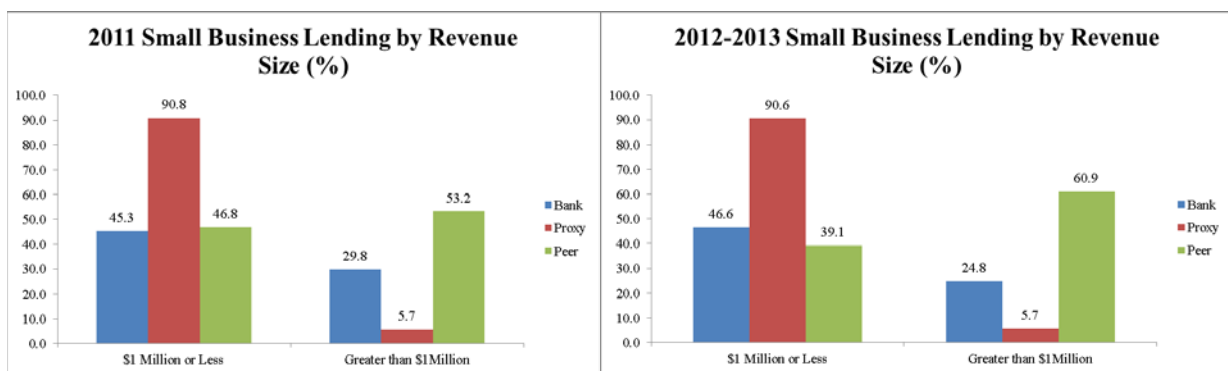 2011 Small Business Lending by Revenue
Size (%)
100.0
90.0
80.0
70.0
60.0
50.0
40.0
30.0
20.0
10.0
0.0
90.8
45.3
46.8
53.2
29.8
5.7
$1 Million or Less
Greater than $1Million
Bank
Proxy
Peer
2012-2013 Small Business Lending by Revenue
Size (%)
100.0
90.0
80.0
70.0
60.0
50.0
40.0
30.0
20.0
10.0
0.0
90.6
46.6
39.1
60.9
24.8
5.7
$1 Million or Less
Greater than $1Million
Bank
Proxy
Peer